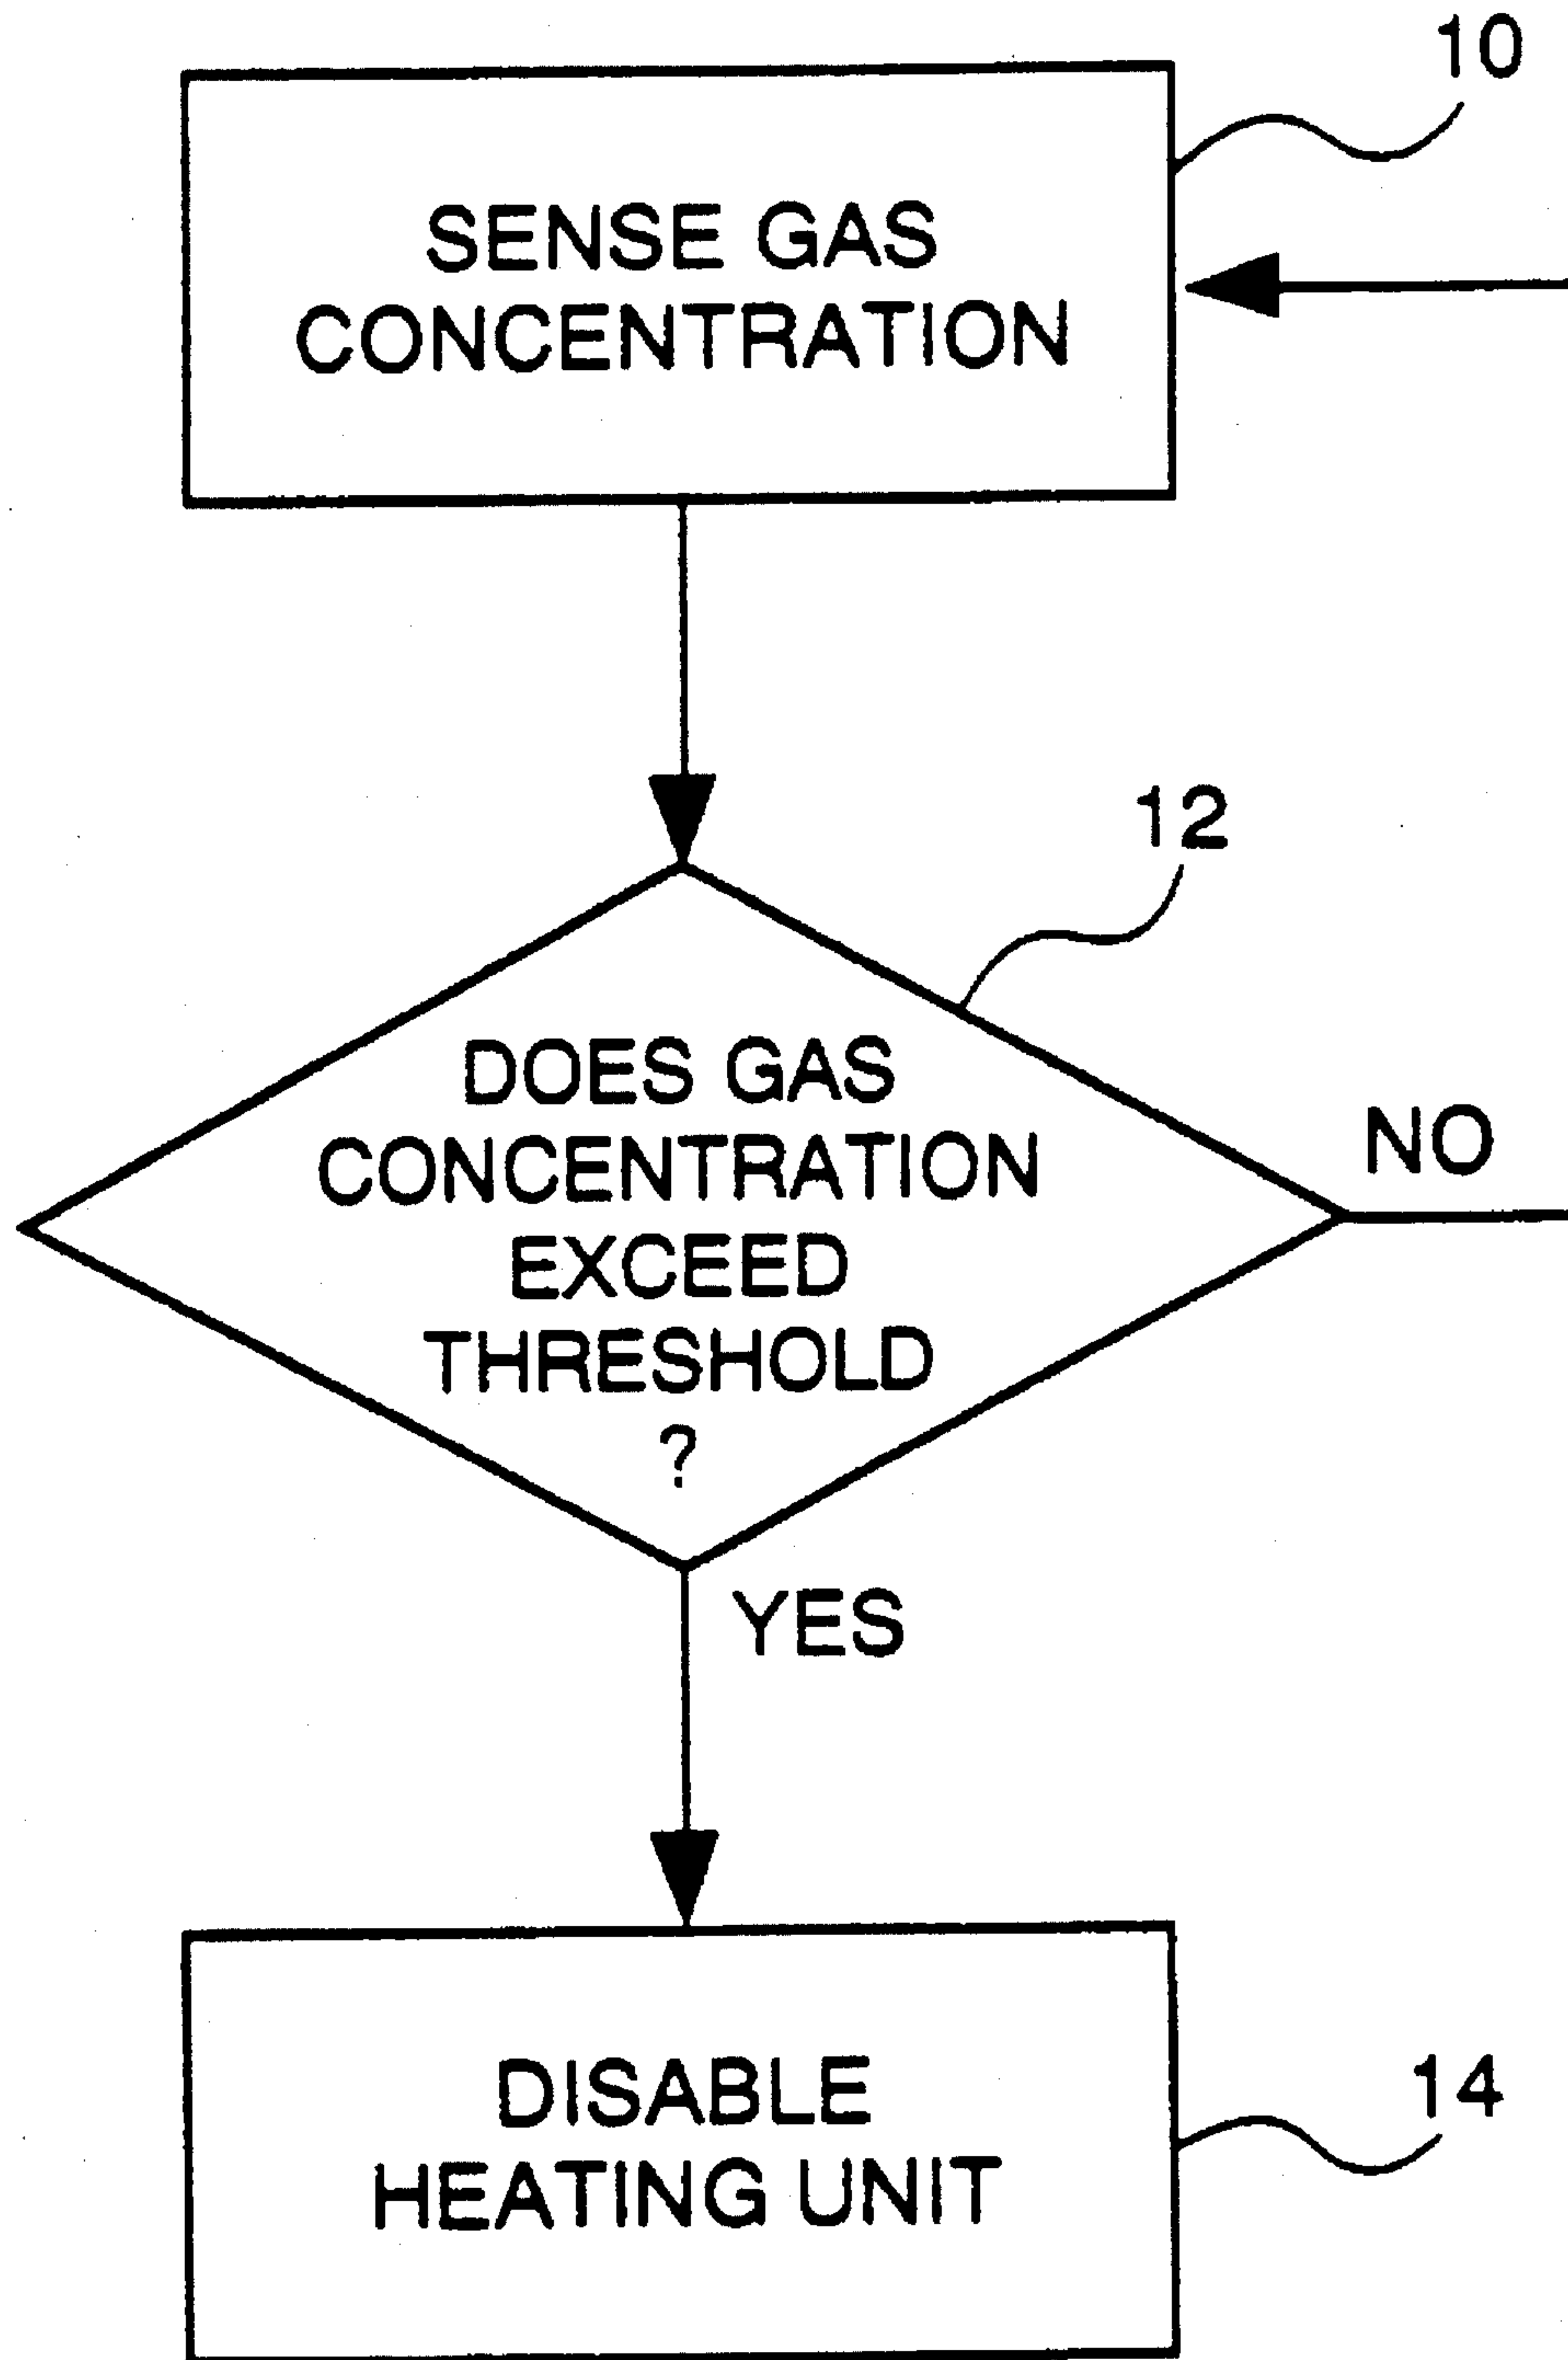 10
SENSE GAS
CONCENTRATION
12
DOES GAS
CONCENTRATION
EXCEED
THRESHOLD
?
NO
YES
DISABLE
HEATING UNIT
14